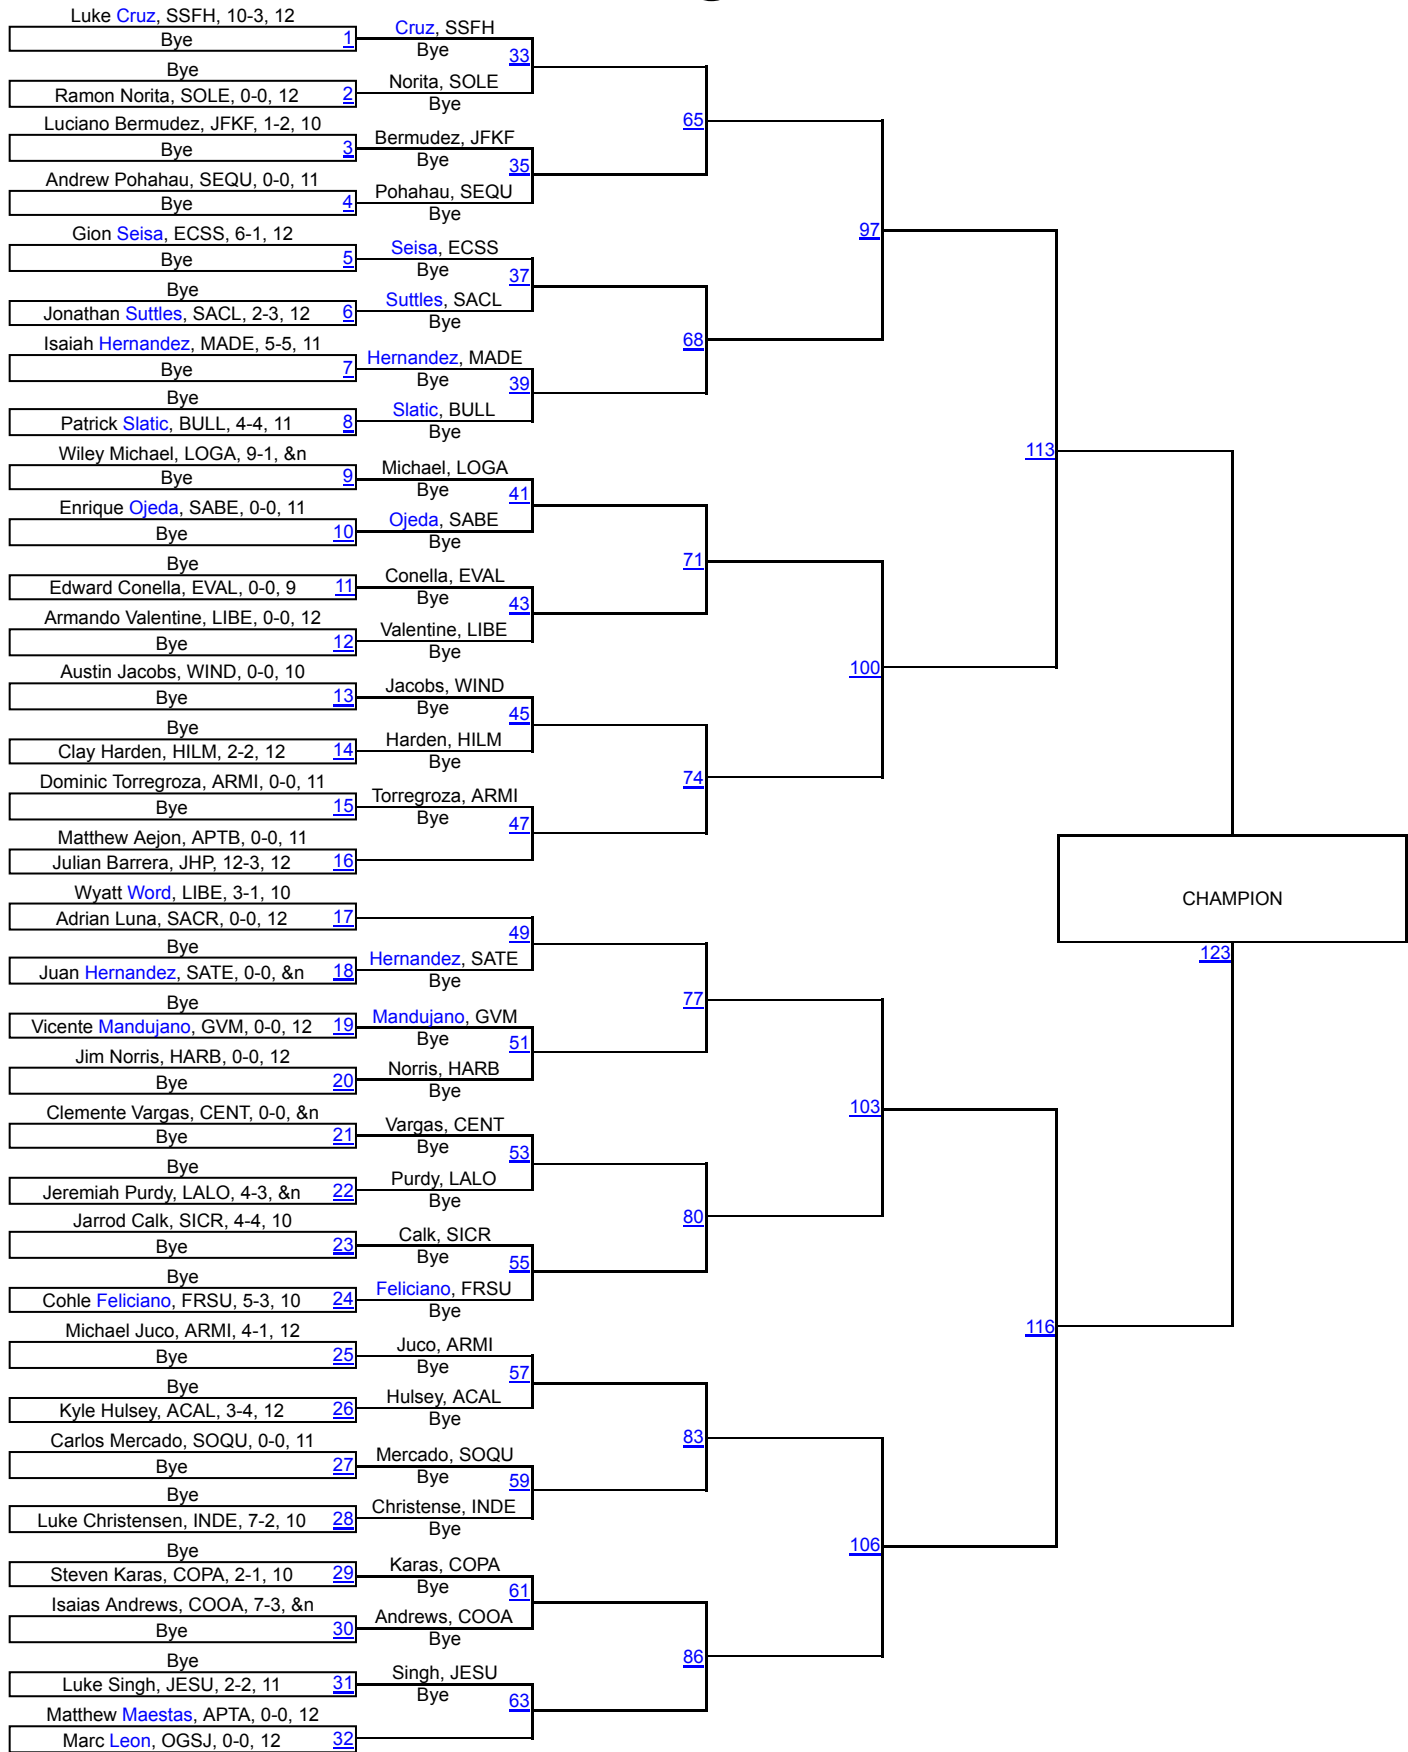 Luke Cruz, SSFH, 10-3, 12
Bye 1
Bye
Ramon Norita, SOLE, 0-0, 12 2
Luciano Bermudez, JFKF, 1-2, 10
Bye 3
Andrew Pohahau, SEQU, 0-0, 11
Bye 4
Gion Seisa, ECSS, 6-1, 12
Bye 5
Bye
Jonathan Suttles, SACL, 2-3, 12 6
Isaiah Hernandez, MADE, 5-5, 11
Bye 7
Bye
Patrick Slatic, BULL, 4-4, 11 8
Wiley Michael, LOGA, 9-1, &n
Bye 9
Enrique Ojeda, SABE, 0-0, 11
Bye 10
Bye
Edward Conella, EVAL, 0-0, 9 11
Armando Valentine, LIBE, 0-0, 12
Bye 12
Austin Jacobs, WIND, 0-0, 10
Bye 13
Bye
Clay Harden, HILM, 2-2, 12 14
Dominic Torregroza, ARMI, 0-0, 11
Bye 15
Matthew Aejon, APTB, 0-0, 11
Julian Barrera, JHP, 12-3, 12 16
Wyatt Word, LIBE, 3-1, 10
Adrian Luna, SACR, 0-0, 12 17
Bye
Juan Hernandez, SATE, 0-0, &n 18
Bye
Vicente Mandujano, GVM, 0-0, 12 19
Jim Norris, HARB, 0-0, 12
Bye 20
Clemente Vargas, CENT, 0-0, &n
Bye 21
Bye
Jeremiah Purdy, LALO, 4-3, &n 22
Jarrod Calk, SICR, 4-4, 10
Bye 23
Bye
Cohle Feliciano, FRSU, 5-3, 10 24
Michael Juco, ARMI, 4-1, 12
Bye 25
Bye
Kyle Hulsey, ACAL, 3-4, 12 26
Carlos Mercado, SOQU, 0-0, 11
Bye 27
Bye
Luke Christensen, INDE, 7-2, 10 28
Bye
Steven Karas, COPA, 2-1, 10 29
Isaias Andrews, COOA, 7-3, &n
Bye 30
Bye
Luke Singh, JESU, 2-2, 11 31
Matthew Maestas, APTA, 0-0, 12
Marc Leon, OGSJ, 0-0, 12 32
Cruz, SSFH
Bye 33
Norita, SOLE
Bye
Bermudez, JFKF
Bye 35
Pohahau, SEQU
Bye
Seisa, ECSS
Bye 37
Suttles, SACL
Bye
Hernandez, MADE
Bye 39
Slatic, BULL
Bye
Michael, LOGA
Bye 41
Ojeda, SABE
Bye
Conella, EVAL
Bye 43
Valentine, LIBE
Bye
Jacobs, WIND
Bye 45
Harden, HILM
Bye
Torregroza, ARMI
Bye 47
49
Hernandez, SATE
Bye
Mandujano, GVM
Bye 51
Norris, HARB
Bye
Vargas, CENT
Bye 53
Purdy, LALO
Bye
Calk, SICR
Bye 55
Feliciano, FRSU
Bye
Juco, ARMI
Bye 57
Hulsey, ACAL
Bye
Mercado, SOQU
Bye 59
Christense, INDE
Bye
Karas, COPA
Bye 61
Andrews, COOA
Bye
Singh, JESU
Bye 63
65
68
71
74
77
80
83
86
97
100
103
106
113
116
CHAMPION
123